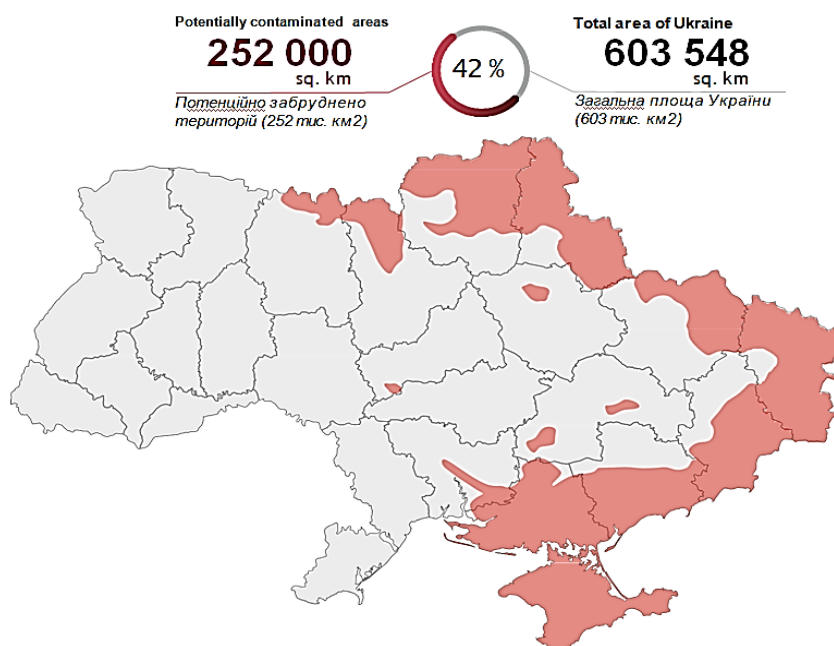 Potentially contaminated areas
252 000
sq. km
Потенційно забруднено
територій (252 тис. км2)
42 %
Total area of Ukraine
603 548
sq. km
Загальна площа України
(603 тис. км2)